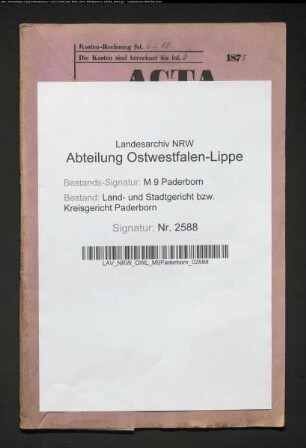 Kosten-Rechnung fol.
Die Kosten sind berechnet bis fol.
1875
ACTA
Landesarchiv NRW
Abteilung Ostwestfalen-Lippe
Bestands-Signatur: M 9 Paderborn
Bestand: Land- und Stadtgericht bzw.
Kreisgericht Paderborn
Signatur: Nr. 2588
LAV_NRW_OWL_M9Paderborn_02588